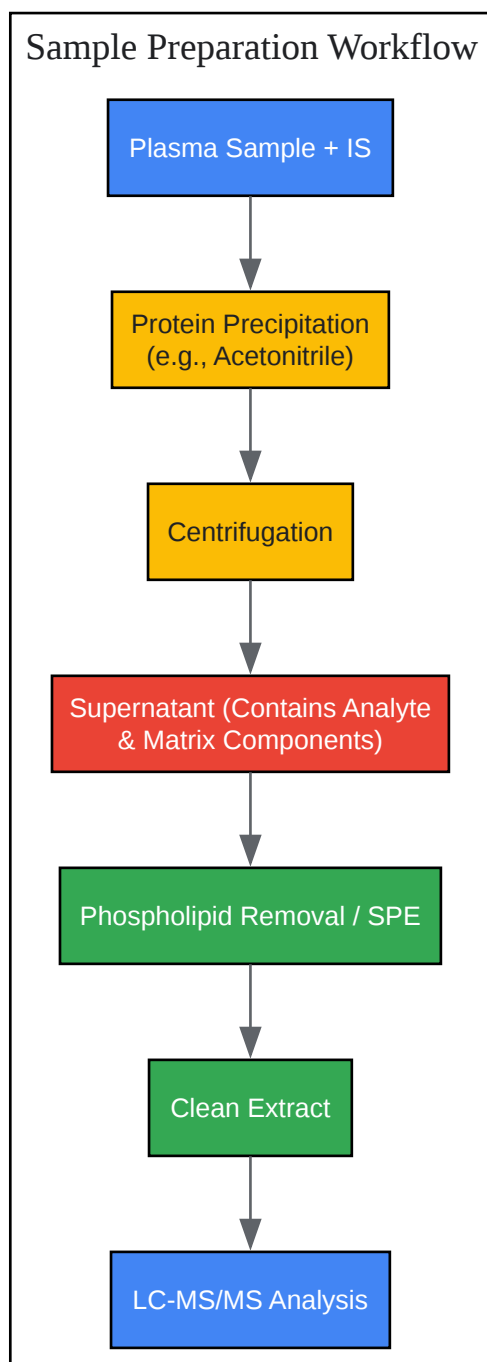 Sample Preparation Workflow
Plasma Sample + IS
Protein Precipitation
(e.g., Acetonitrile)
Centrifugation
Supernatant (Contains Analyte
& Matrix Components)
Phospholipid Removal / SPE
Clean Extract
LC-MS/MS Analysis